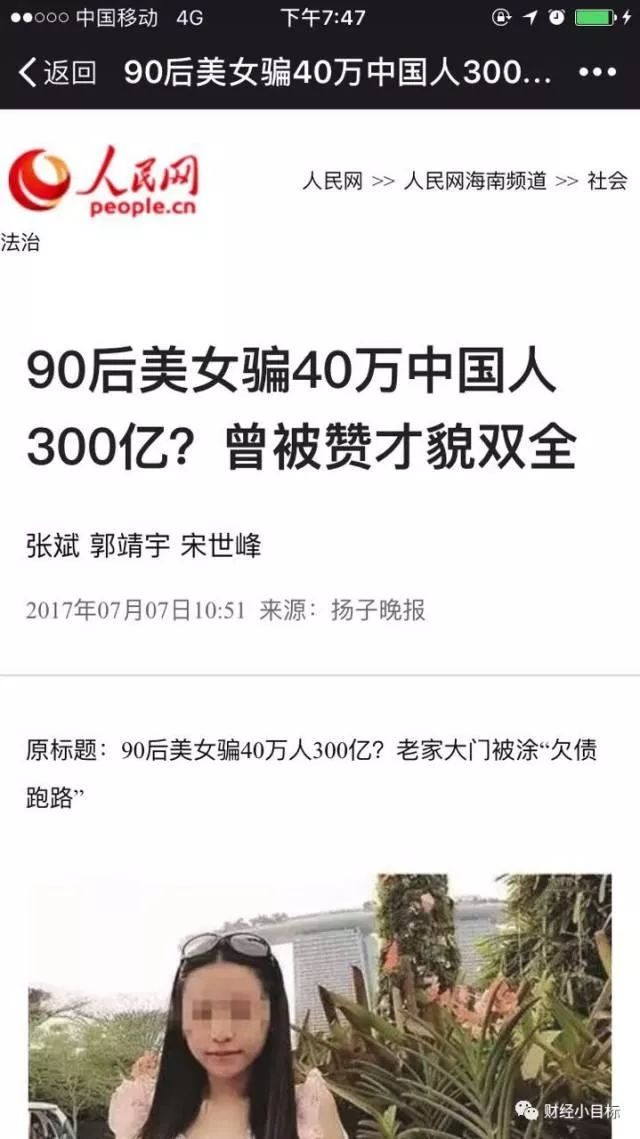 中国移动 4G 下午7:47
返回 90后美女骗40万中国人300...
人民网
people.cn
人民网 >> 人民网海南频道 >> 社会
法治
90后美女骗40万中国人
300亿？曾被赞才貌双全
张斌 郭靖宇 宋世峰
2017年07月07日10:51 来源：扬子晚报
原标题：90后美女骗40万人300亿？老家大门被涂“欠债
跑路”
财经小目标